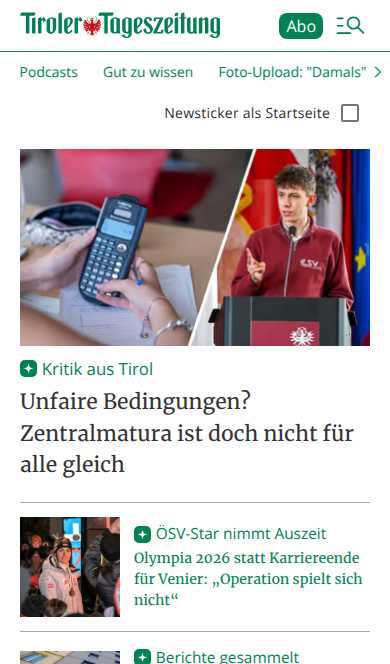 Tiroler Tageszeitung
Abo
Podcasts Gut zu wissen Foto-Upload: "Damals"
Newsticker als Startseite
Kritik aus Tirol
Unfaire Bedingungen?
Zentralmatura ist doch nicht für
alle gleich
ÖSV-Star nimmt Auszeit
Olympia 2026 statt Karriereende
für Venier: „Operation spielt sich
nicht“
Berichte gesammelt